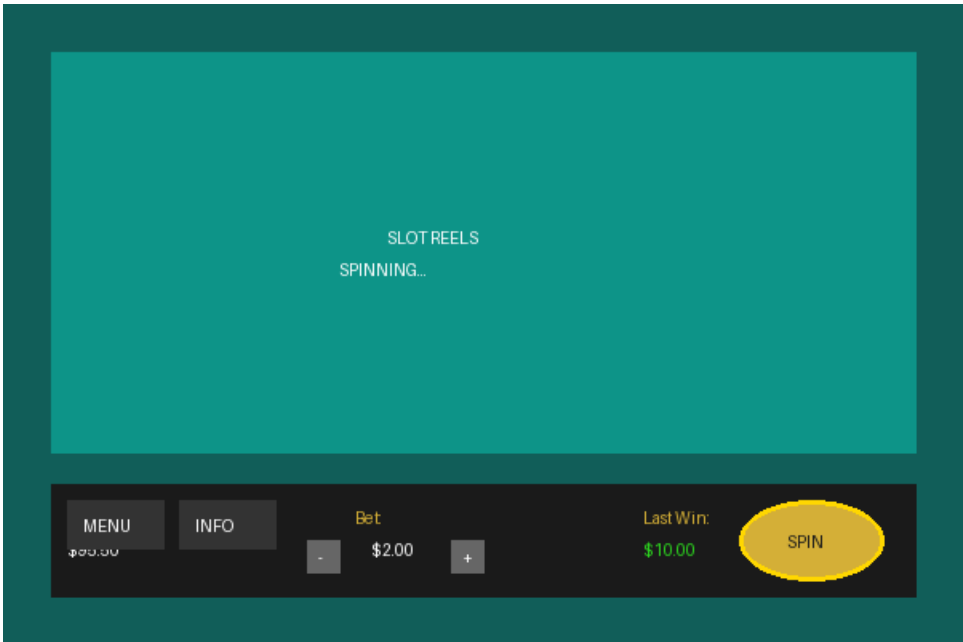 SLOT REELS
SPINNING...
MENU
INFO
Bet:
Last Win:
-
$2.00
+
$10.00
SPIN